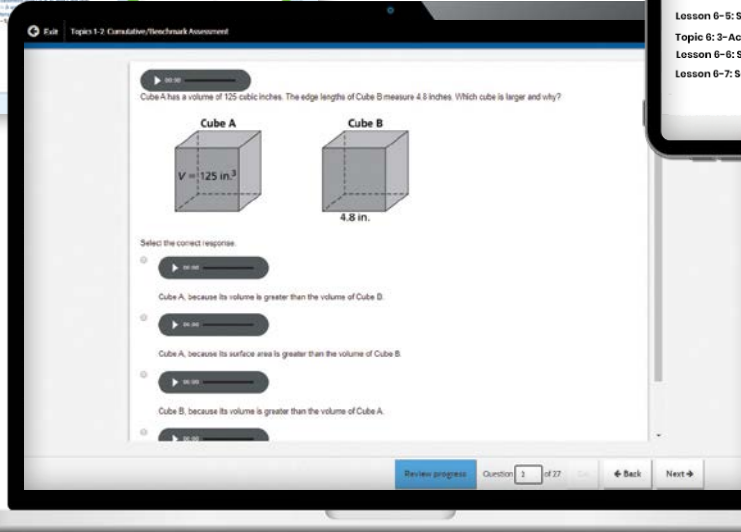 Exit Topics 1-2: Cumulative/Benchmark Assessment
Lesson 6-5: S
Topic 6: 3-Ac
Lesson 6-6: S
Lesson 6-7: S
00:00
Cube A has a volume of 125 cubic inches. The edge lengths of Cube B measure 4.8 inches. Which cube is larger and why?
Cube A Cube B
V = 125 in.³
4.8 in.
Select the correct response.
00:00
Cube A, because its volume is greater than the volume of Cube B.
00:00
Cube A, because its surface area is greater than the volume of Cube B.
00:00
Cube B, because its volume is greater than the volume of Cube A.
00:00
Review progress Question 1 of 27 Back Next